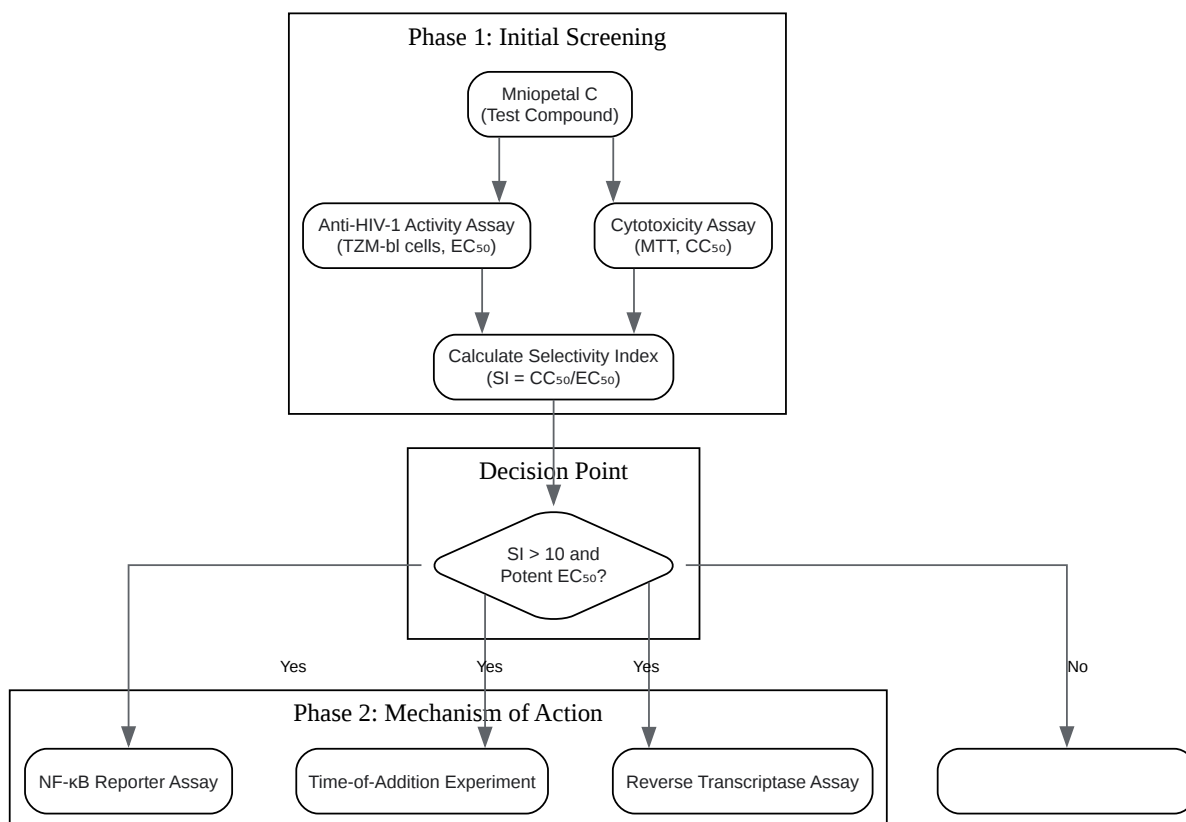 Phase 1: Initial Screening
Mniopetal C
(Test Compound)
Anti-HIV-1 Activity Assay
(TZM-bl cells, EC₅₀)
Cytotoxicity Assay
(MTT, CC₅₀)
Calculate Selectivity Index
(SI = CC₅₀/EC₅₀)
Decision Point
SI > 10 and
Potent EC₅₀?
Yes
Yes
Yes
No
Phase 2: Mechanism of Action
NF-κB Reporter Assay
Time-of-Addition Experiment
Reverse Transcriptase Assay